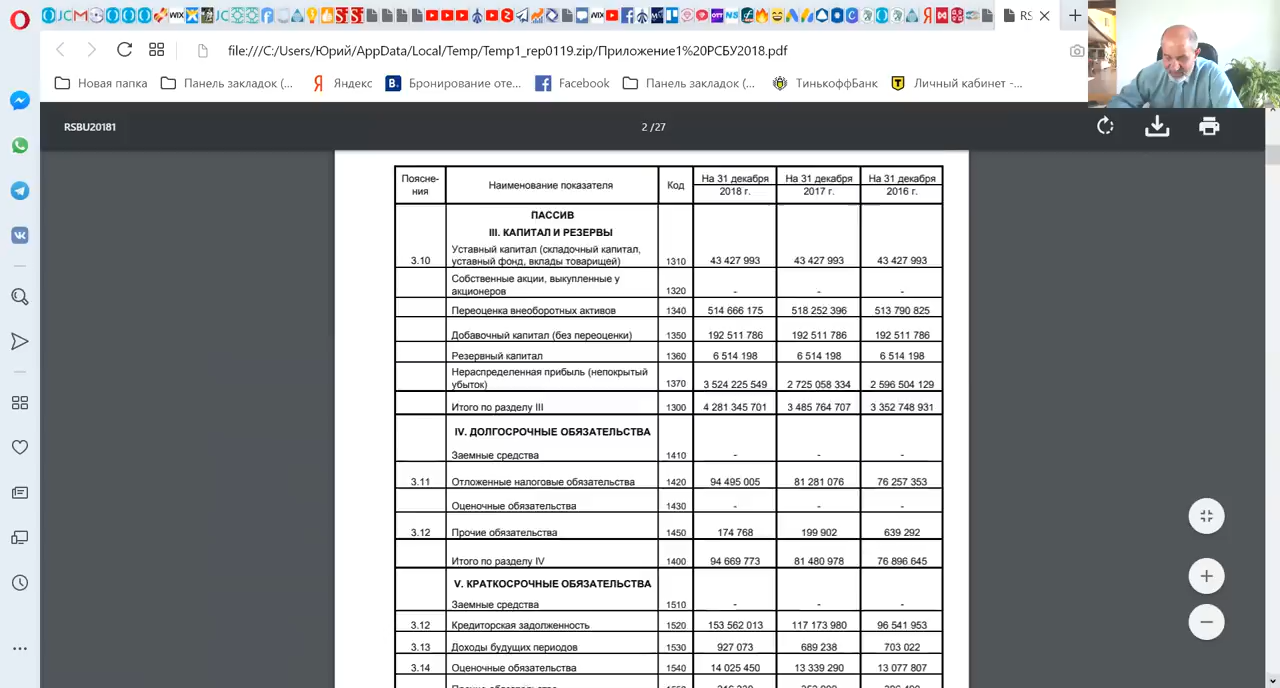 RS
file:///C:/Users/Юрий/AppData/Local/Temp/Temp1_rep0119.zip/Приложение1%20РСБУ2018.pdf
Новая папка Панель закладок (... Яндекс Бронирование оте... Facebook Панель закладок (... ТинькоффБанк Личный кабинет -...
RSBU20181 2 /27
Поясне-
ния Наименование показателя Код На 31 декабря 2018 г. На 31 декабря 2017 г. На 31 декабря 2016 г.
ПАССИВ
III. КАПИТАЛ И РЕЗЕРВЫ
Уставный капитал (складочный капитал,
3.10 уставный фонд, вклады товарищей) 1310 43 427 993 43 427 993 43 427 993
Собственные акции, выкупленные у
акционеров 1320 - - -
Переоценка внеоборотных активов 1340 514 666 175 518 252 396 513 790 825
Добавочный капитал (без переоценки) 1350 192 511 786 192 511 786 192 511 786
Резервный капитал 1360 6 514 198 6 514 198 6 514 198
Нераспределенная прибыль (непокрытый
убыток) 1370 3 524 225 549 2 725 058 334 2 596 504 129
Итого по разделу III 1300 4 281 345 701 3 485 764 707 3 352 748 931
IV. ДОЛГОСРОЧНЫЕ ОБЯЗАТЕЛЬСТВА
Заемные средства 1410 - - -
3.11 Отложенные налоговые обязательства 1420 94 495 005 81 281 076 76 257 353
Оценочные обязательства 1430 - - -
3.12 Прочие обязательства 1450 174 768 199 902 639 292
Итого по разделу IV 1400 94 669 773 81 480 978 76 896 645
V. КРАТКОСРОЧНЫЕ ОБЯЗАТЕЛЬСТВА
Заемные средства 1510 - - -
3.12 Кредиторская задолженность 1520 153 562 013 117 173 980 96 541 953
3.13 Доходы будущих периодов 1530 927 073 689 238 703 022
3.14 Оценочные обязательства 1540 14 025 450 13 339 290 13 077 807